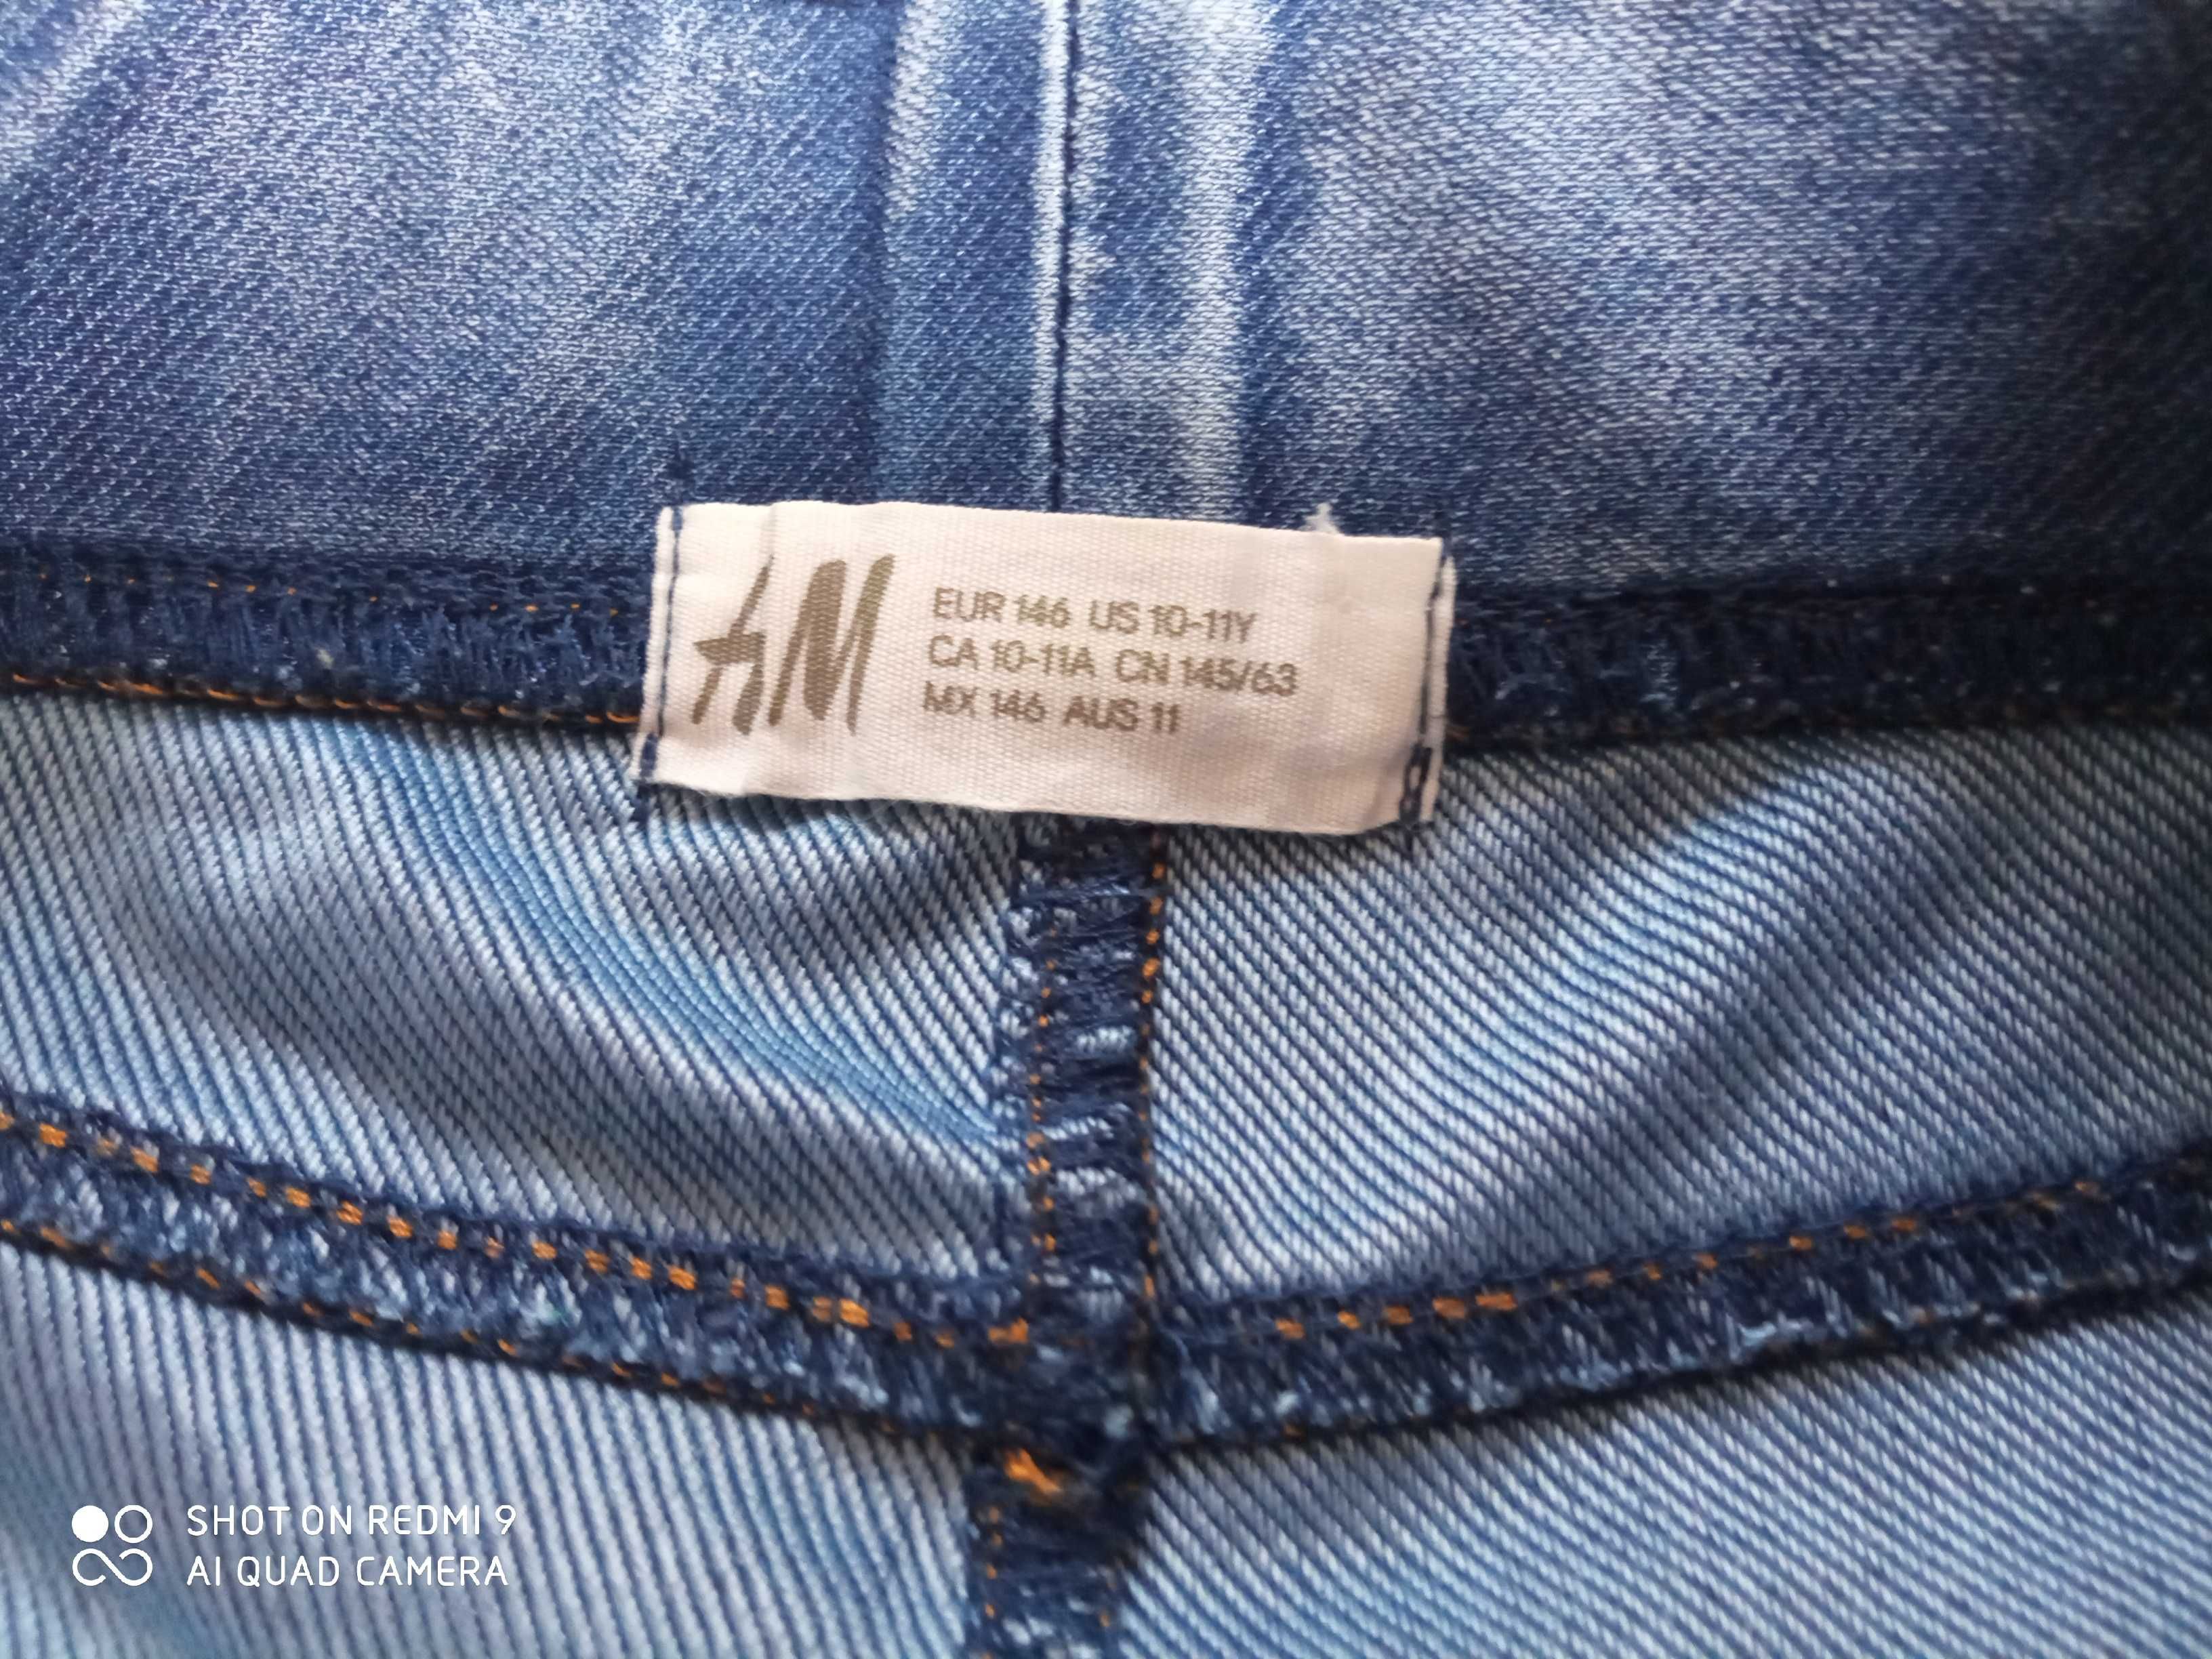 H&M
EUR 146 US 10-11Y
CA 10-11A CN 145/63
MX 146 AUS 11
SHOT ON REDMI 9
AI QUAD CAMERA